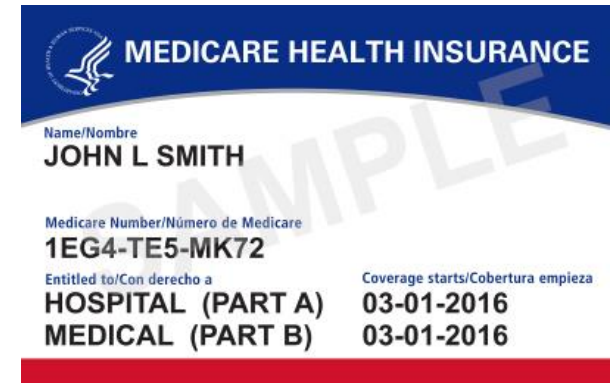 MEDICARE HEALTH INSURANCE
SAMPLE
Name/Nombre
JOHN L SMITH
Medicare Number/Número de Medicare
1EG4-TE5-MK72
Entitled to/Con derecho a Coverage starts/Cobertura empieza
HOSPITAL (PART A) 03-01-2016
MEDICAL (PART B) 03-01-2016